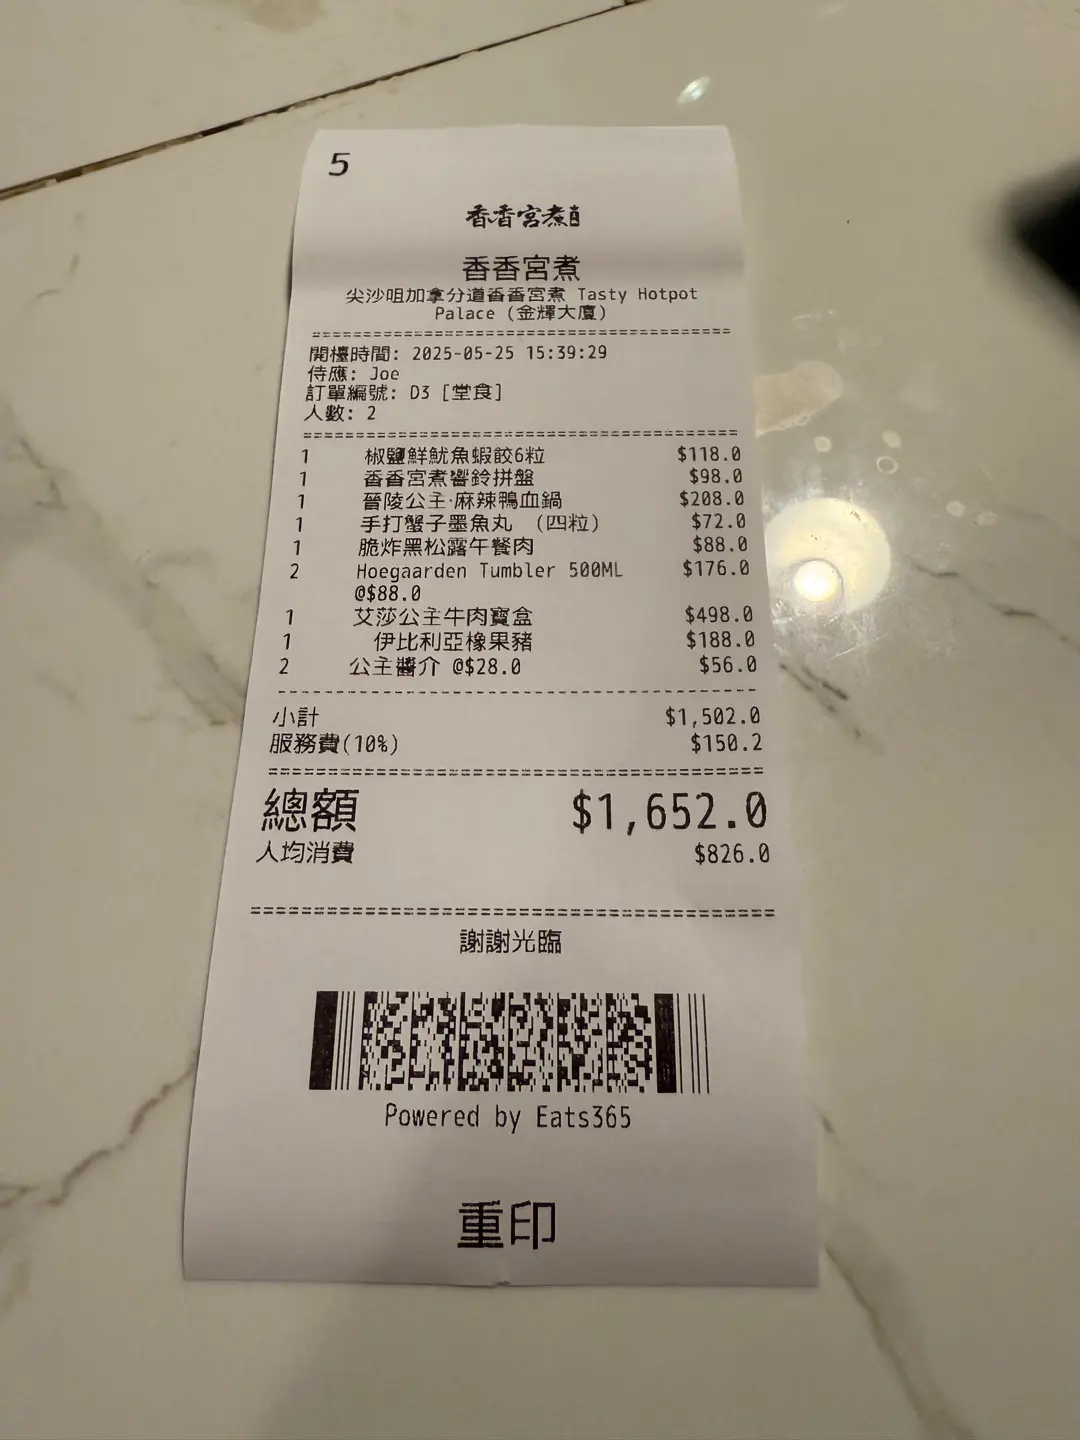 5
香香宮煮
香香宮煮
尖沙咀加拿分道香香宮煮 Tasty Hotpot
Palace (金輝大廈)
開檯時間: 2025-05-25 15:39:29
侍應: Joe
訂單編號: D3 [堂食]
人數: 2
1 椒鹽鮮魷魚蝦餃6粒 $118.0
1 香香宮煮響鈴拼盤 $98.0
1 晉陵公主·麻辣鴨血鍋 $208.0
1 手打蟹子墨魚丸 (四粒) $72.0
1 脆炸黑松露午餐肉 $88.0
2 Hoegaarden Tumbler 500ML $176.0
@$88.0
1 艾莎公主牛肉寶盒 $498.0
1 伊比利亞橡果豬 $188.0
2 公主醬介 @$28.0 $56.0
小計 $1,502.0
服務費(10%) $150.2
總額 $1,652.0
人均消費 $826.0
謝謝光臨
Powered by Eats365
重印